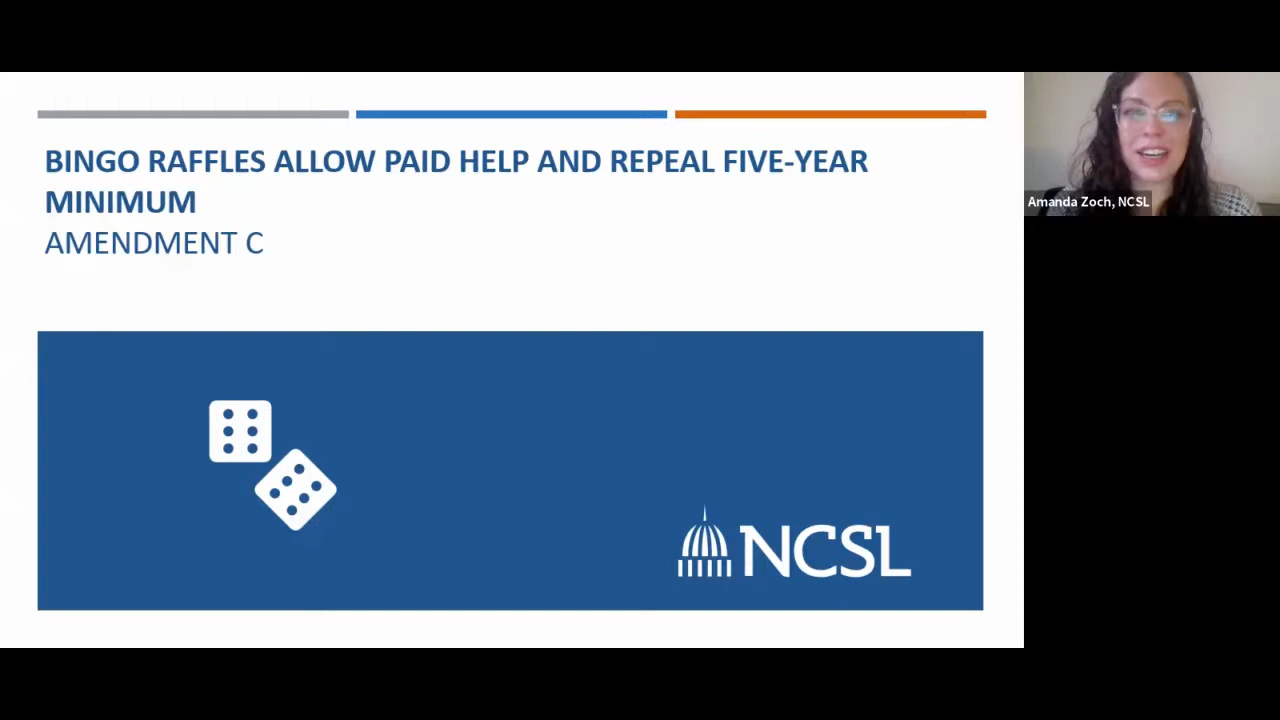 BINGO RAFFLES ALLOW PAID HELP AND REPEAL FIVE-YEAR
MINIMUM
AMENDMENT C
Amanda Zoch, NCSL
NCSL